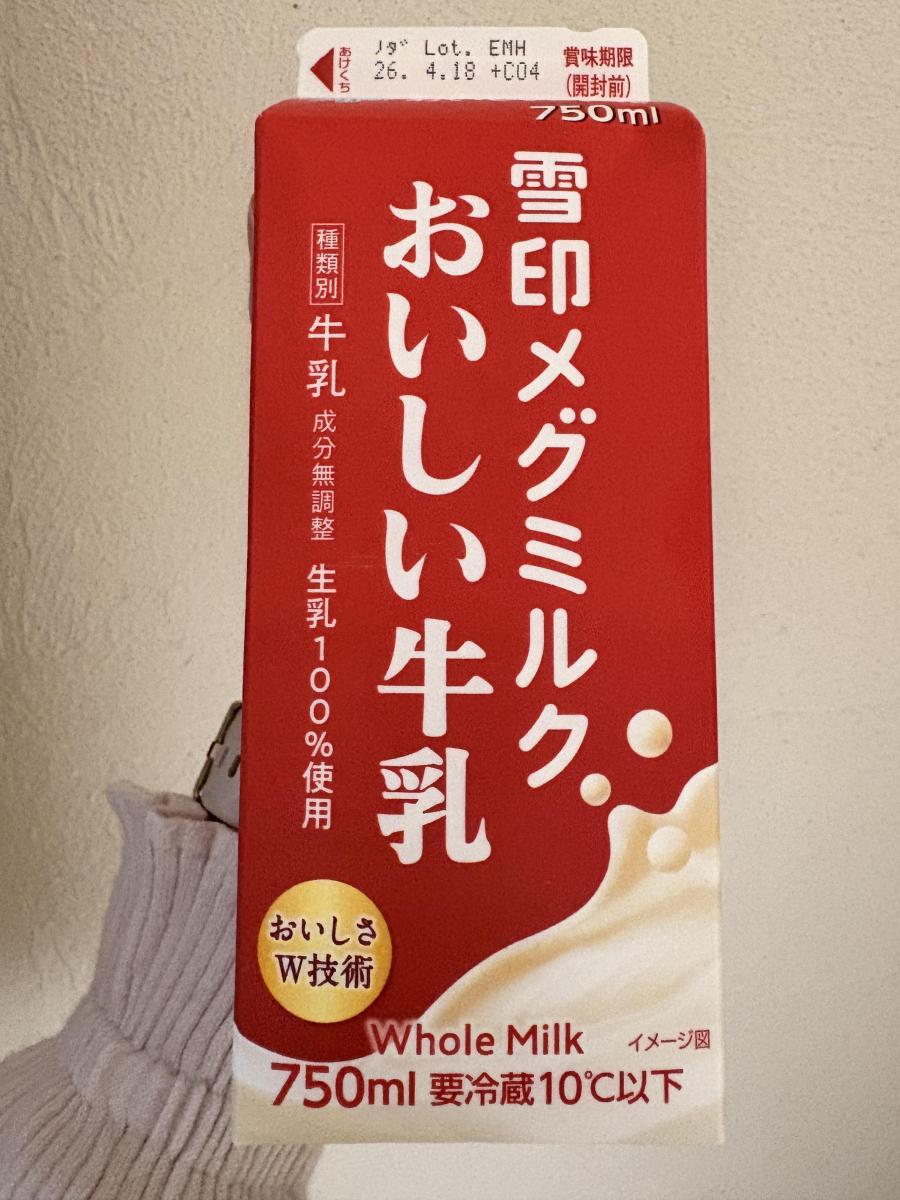 あけくち
ﾉﾀﾞ Lot. EMH
26. 4.18 +C04
賞味期限
(開封前)
750ml
雪印メグミルク
おいしい牛乳
種類別 牛乳 成分無調整 生乳100%使用
おいしさ
W技術
Whole Milk
イメージ図
750ml 要冷蔵10℃以下